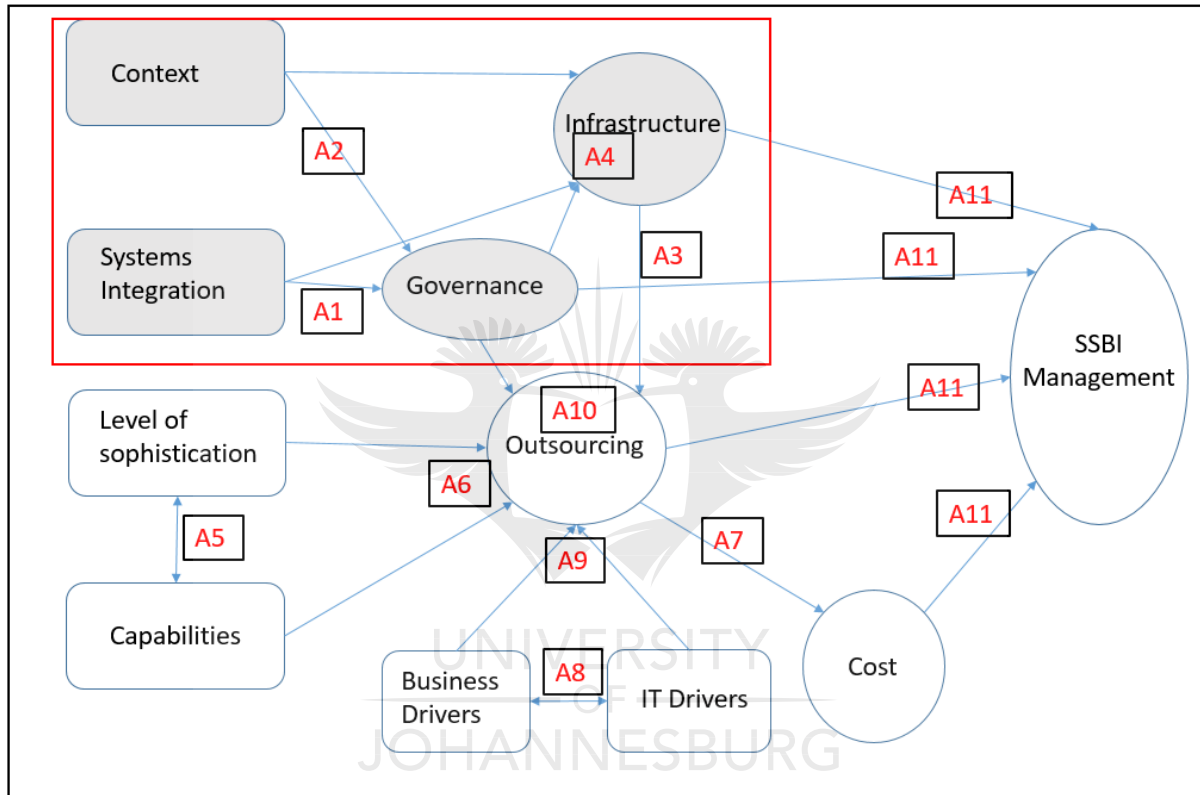 Context
Infrastructure
A2
A4
A11
Systems
Integration
A3
A11
Governance
A1
SSBI
Management
A11
A10
Level of
sophistication
Outsourcing
A6
A11
A5
A7
A9
Capabilities
UNIVERSITY
OF
JOHANNESBURG
A8
Business
Drivers
IT Drivers
Cost